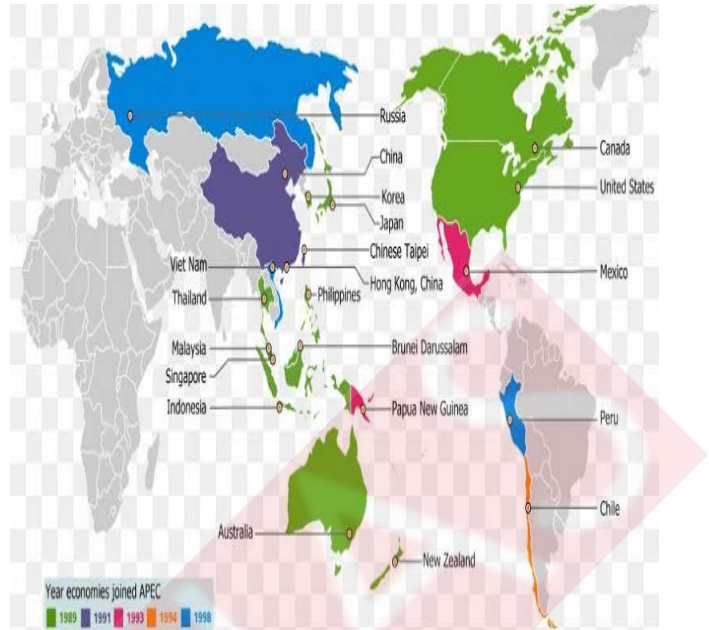 Russia
China
Canada
Korea
United States
Japan
Chinese Taipei
Viet Nam
Mexico
Hong Kong, China
Thailand
Philippines
Malaysia
Brunei Darussalam
Singapore
Indonesia
Papua New Guinea
Peru
Chile
Australia
New Zealand
Year economies joined APEC
1989 1991 1993 1994 1998